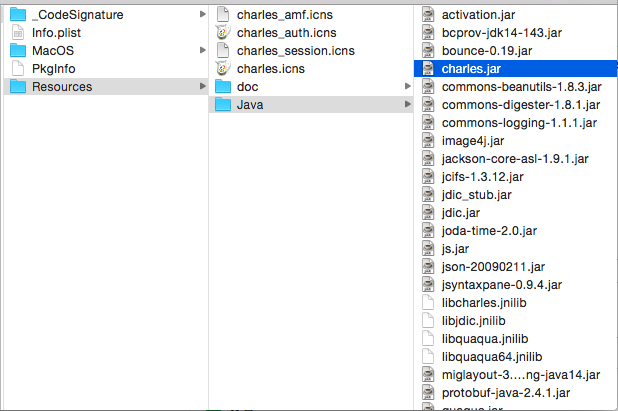 _CodeSignature
Info.plist
MacOS
PkgInfo
Resources
charles_amf.icns
charles_auth.icns
charles_session.icns
charles.icns
doc
Java
activation.jar
bcprov-jdk14-143.jar
bounce-0.19.jar
charles.jar
commons-beanutils-1.8.3.jar
commons-digester-1.8.1.jar
commons-logging-1.1.1.jar
image4j.jar
jackson-core-asl-1.9.1.jar
jcifs-1.3.12.jar
jdic_stub.jar
jdic.jar
joda-time-2.0.jar
js.jar
json-20090211.jar
jsyntaxpane-0.9.4.jar
libcharles.jnilib
libjdic.jnilib
libquaqua.jnilib
libquaqua64.jnilib
miglayout-3....ng-java14.jar
protobuf-java-2.4.1.jar
quaqua.jar